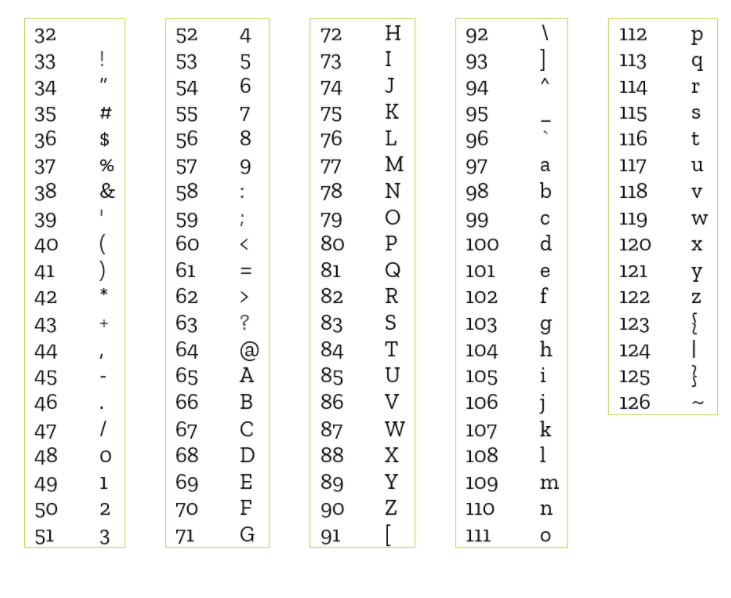 32
33 !
34 "
35 #
36 $
37 %
38 &
39 '
40 (
41 )
42 *
43 +
44 ,
45 -
46 .
47 /
48 0
49 1
50 2
51 3
52 4
53 5
54 6
55 7
56 8
57 9
58 :
59 ;
60 <
61 =
62 >
63 ?
64 @
65 A
66 B
67 C
68 D
69 E
70 F
71 G
72 H
73 I
74 J
75 K
76 L
77 M
78 N
79 O
80 P
81 Q
82 R
83 S
84 T
85 U
86 V
87 W
88 X
89 Y
90 Z
91 [
92 \
93 ]
94 ^
95 _
96 `
97 a
98 b
99 c
100 d
101 e
102 f
103 g
104 h
105 i
106 j
107 k
108 l
109 m
110 n
111 o
112 p
113 q
114 r
115 s
116 t
117 u
118 v
119 w
120 x
121 y
122 z
123 {
124 |
125 }
126 ~